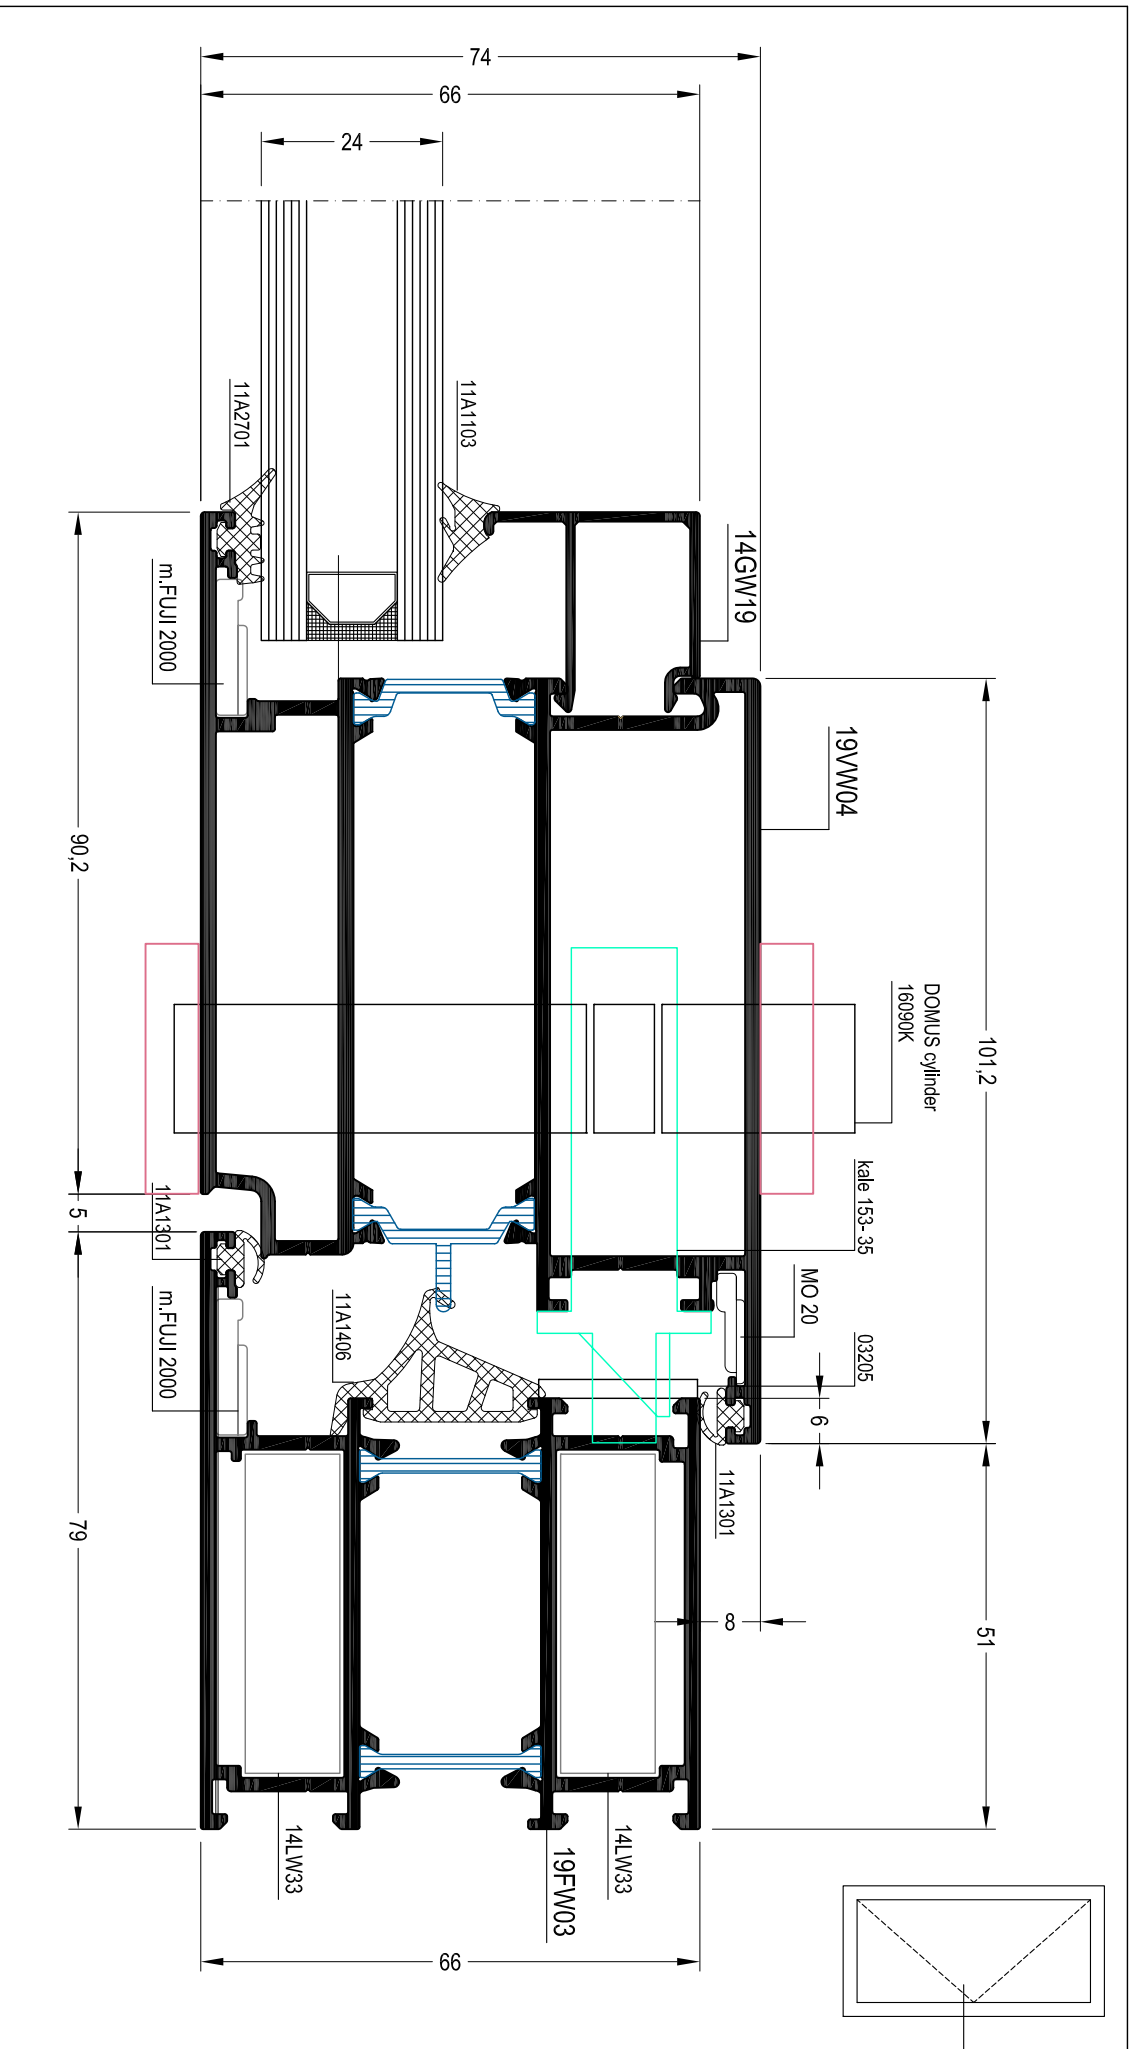 74
66
24
11A2701
11A1103
14GW19
m.FUJI 2000
19VW04
90,2
DOMUS cylinder
16090K
101,2
kale 153- 35
11A1301
5
MO 20
m.FUJI 2000
11A1406
03205
6
11A1301
79
8
51
14LW33
14LW33
19FW03
66